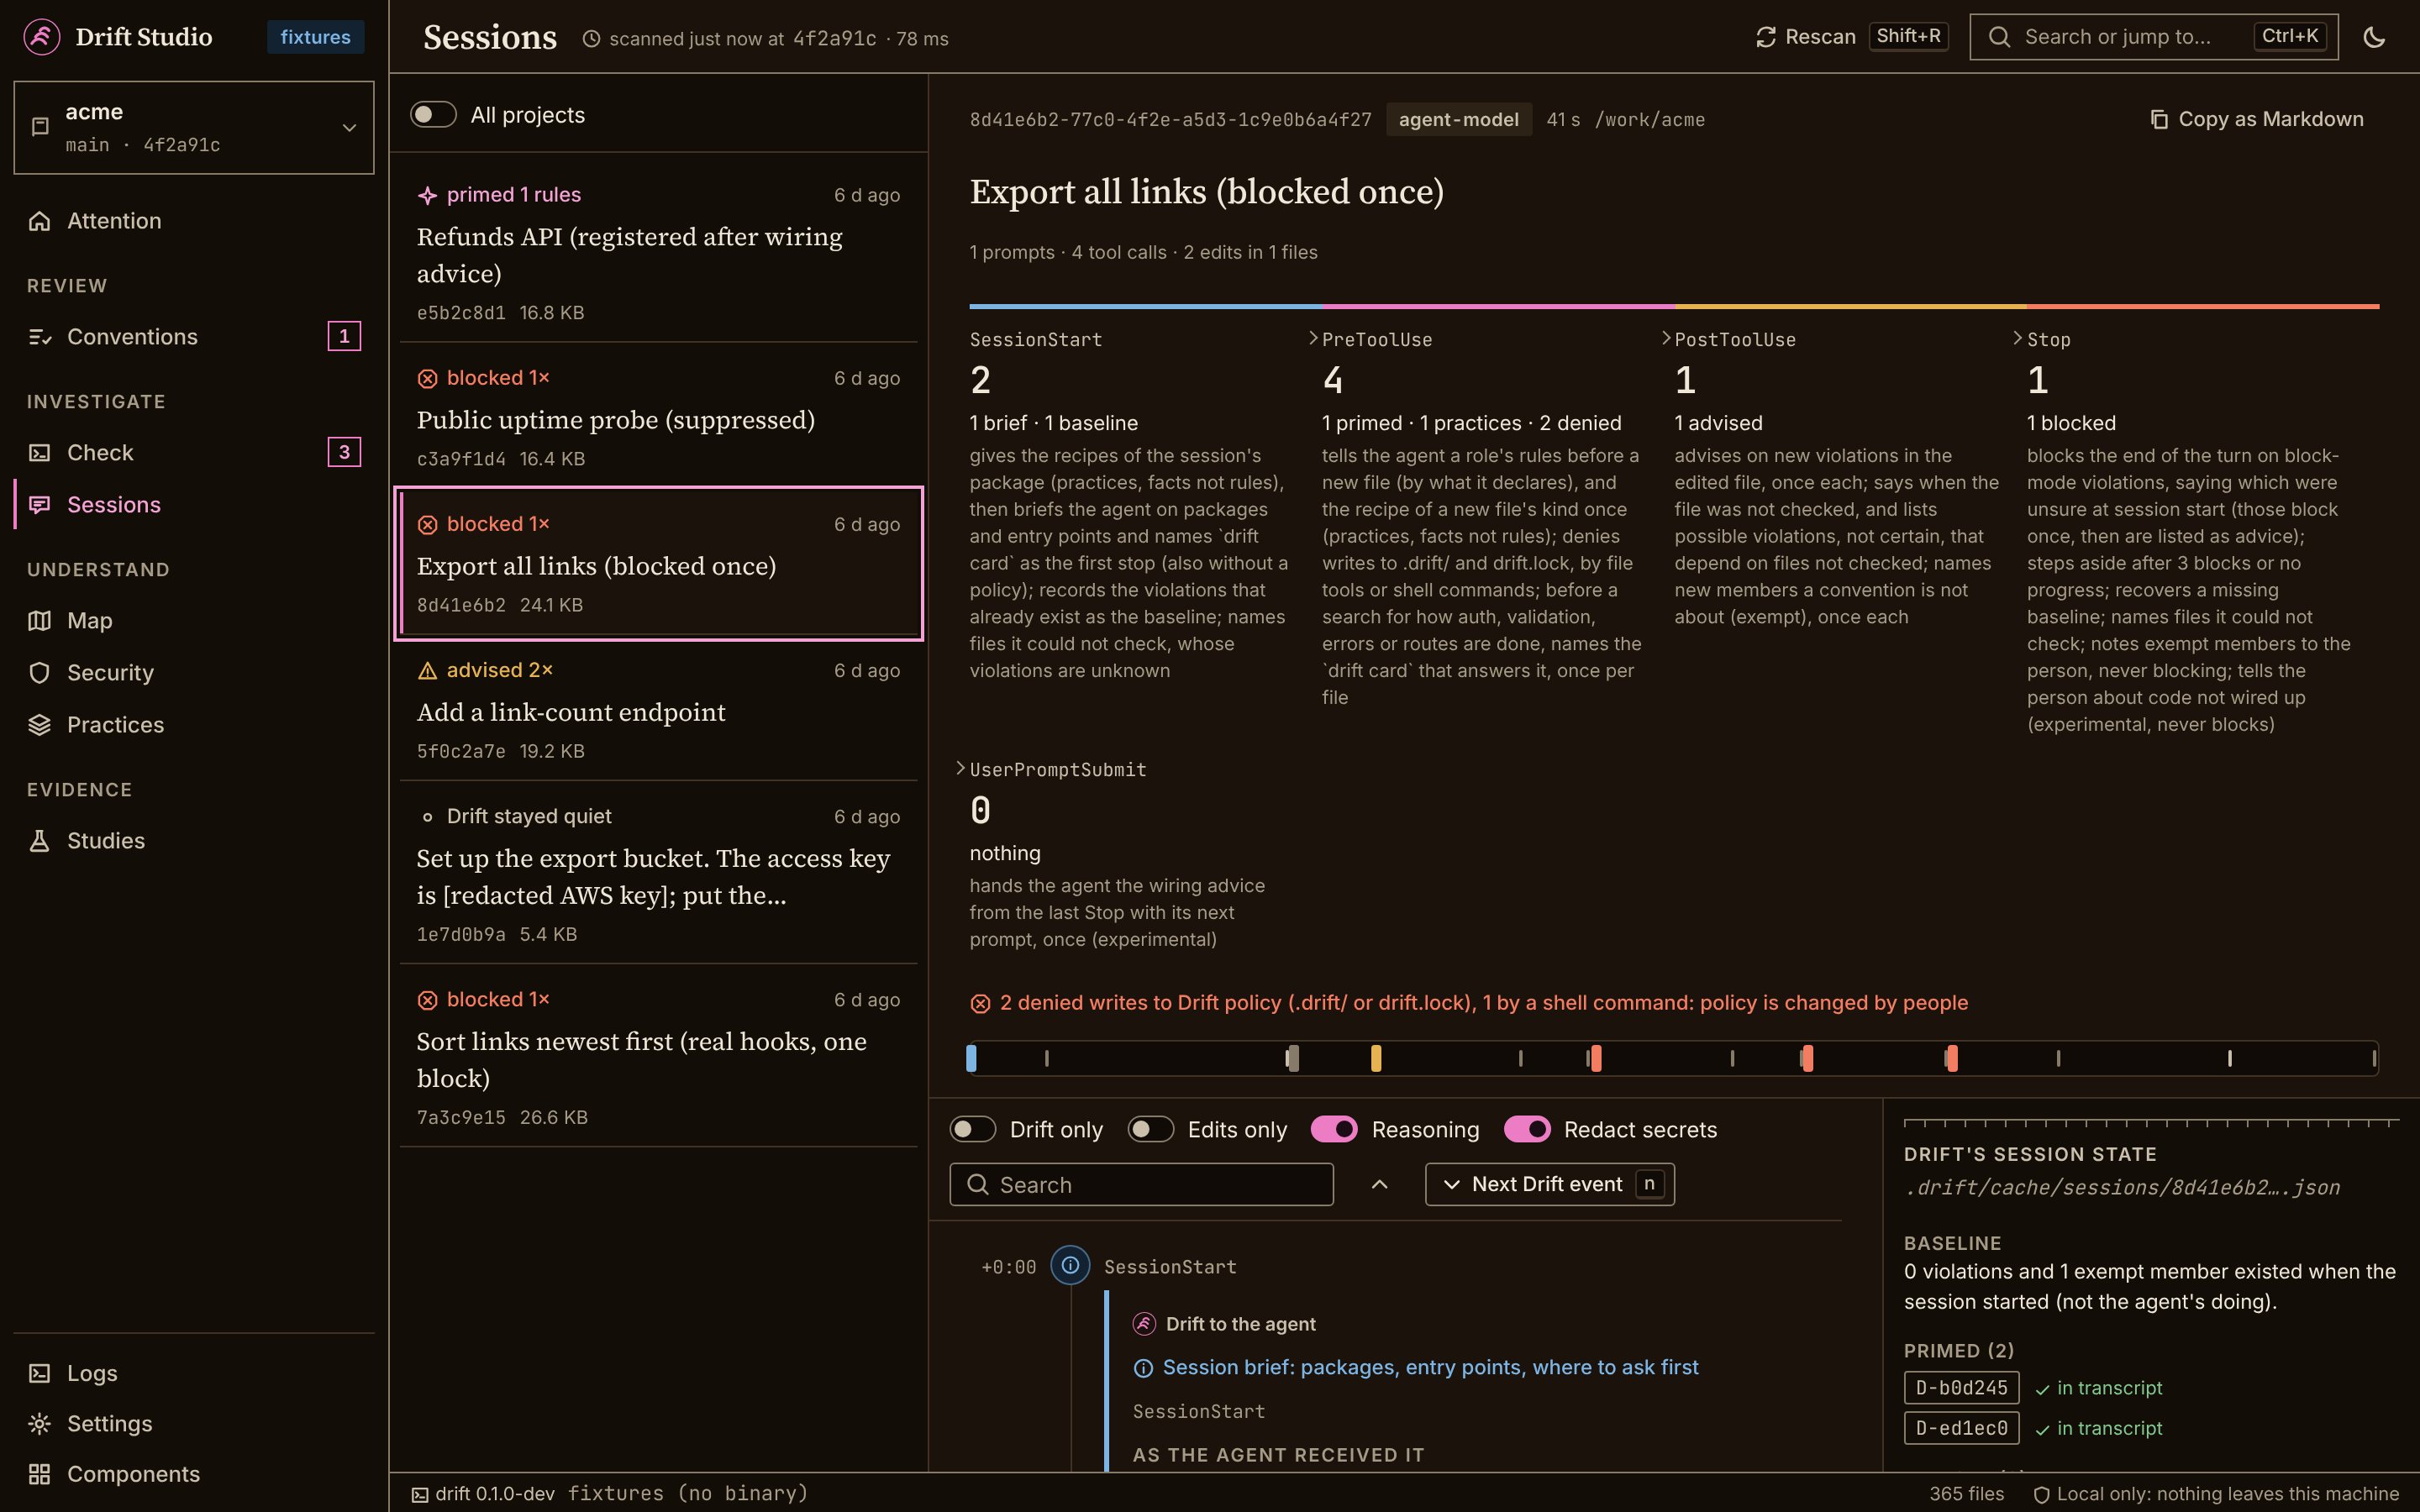 Drift Studio
fixtures
acme
main · 4f2a91c
Attention
REVIEW
Conventions
1
INVESTIGATE
Check
3
Sessions
UNDERSTAND
Map
Security
Practices
EVIDENCE
Studies
Logs
Settings
Components
Sessions
scanned just now at 4f2a91c · 78 ms
Rescan
Shift+R
Search or jump to...
Ctrl+K
All projects
primed 1 rules
6 d ago
Refunds API (registered after wiring
advice)
e5b2c8d1 16.8 KB
blocked 1×
6 d ago
Public uptime probe (suppressed)
c3a9f1d4 16.4 KB
blocked 1×
6 d ago
Export all links (blocked once)
8d41e6b2 24.1 KB
advised 2×
6 d ago
Add a link-count endpoint
5f0c2a7e 19.2 KB
Drift stayed quiet
6 d ago
Set up the export bucket. The access key
is [redacted AWS key]; put the...
1e7d0b9a 5.4 KB
blocked 1×
6 d ago
Sort links newest first (real hooks, one
block)
7a3c9e15 26.6 KB
8d41e6b2-77c0-4f2e-a5d3-1c9e0b6a4f27
agent-model
41 s
/work/acme
Copy as Markdown
Export all links (blocked once)
1 prompts · 4 tool calls · 2 edits in 1 files
SessionStart
2
1 brief · 1 baseline
gives the recipes of the session's
package (practices, facts not rules),
then briefs the agent on packages
and entry points and names `drift
card` as the first stop (also without a
policy); records the violations that
already exist as the baseline; names
files it could not check, whose
violations are unknown
PreToolUse
4
1 primed · 1 practices · 2 denied
tells the agent a role's rules before a
new file (by what it declares), and
the recipe of a new file's kind once
(practices, facts not rules); denies
writes to .drift/ and drift.lock, by file
tools or shell commands; before a
search for how auth, validation,
errors or routes are done, names the
`drift card` that answers it, once per
file
PostToolUse
1
1 advised
advises on new violations in the
edited file, once each; says when the
file was not checked, and lists
possible violations, not certain, that
depend on files not checked; names
new members a convention is not
about (exempt), once each
Stop
1
1 blocked
blocks the end of the turn on block-
mode violations, saying which were
unsure at session start (those block
once, then are listed as advice);
steps aside after 3 blocks or no
progress; recovers a missing
baseline; names files it could not
check; notes exempt members to the
person, never blocking; tells the
person about code not wired up
(experimental, never blocks)
UserPromptSubmit
0
nothing
hands the agent the wiring advice
from the last Stop with its next
prompt, once (experimental)
2 denied writes to Drift policy (.drift/ or drift.lock), 1 by a shell command: policy is changed by people
Drift only
Edits only
Reasoning
Redact secrets
Search
Next Drift event
n
+0:00
SessionStart
Drift to the agent
Session brief: packages, entry points, where to ask first
SessionStart
AS THE AGENT RECEIVED IT
DRIFT'S SESSION STATE
.drift/cache/sessions/8d41e6b2….json
BASELINE
0 violations and 1 exempt member existed when the
session started (not the agent's doing).
PRIMED (2)
D-b0d245
in transcript
D-ed1ec0
in transcript
drift 0.1.0-dev fixtures (no binary)
365 files
Local only: nothing leaves this machine